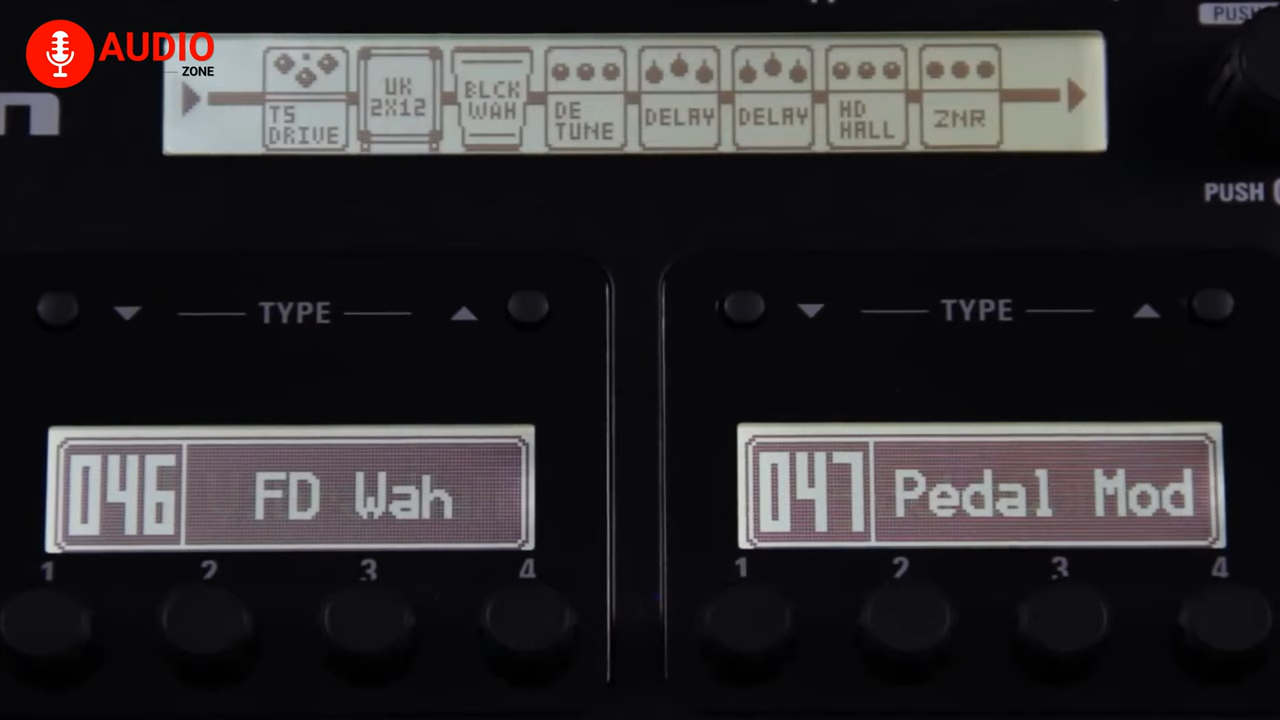 AUDIO
ZONE
PUSH
TS
DRIVE
UK
2X12
BLCK
WAH
DE
TUNE
DELAY
DELAY
HD
HALL
ZNR
PUSH
TYPE
TYPE
046
FD Wah
047
Pedal Mod
1 2 3 4
1 2 3 4